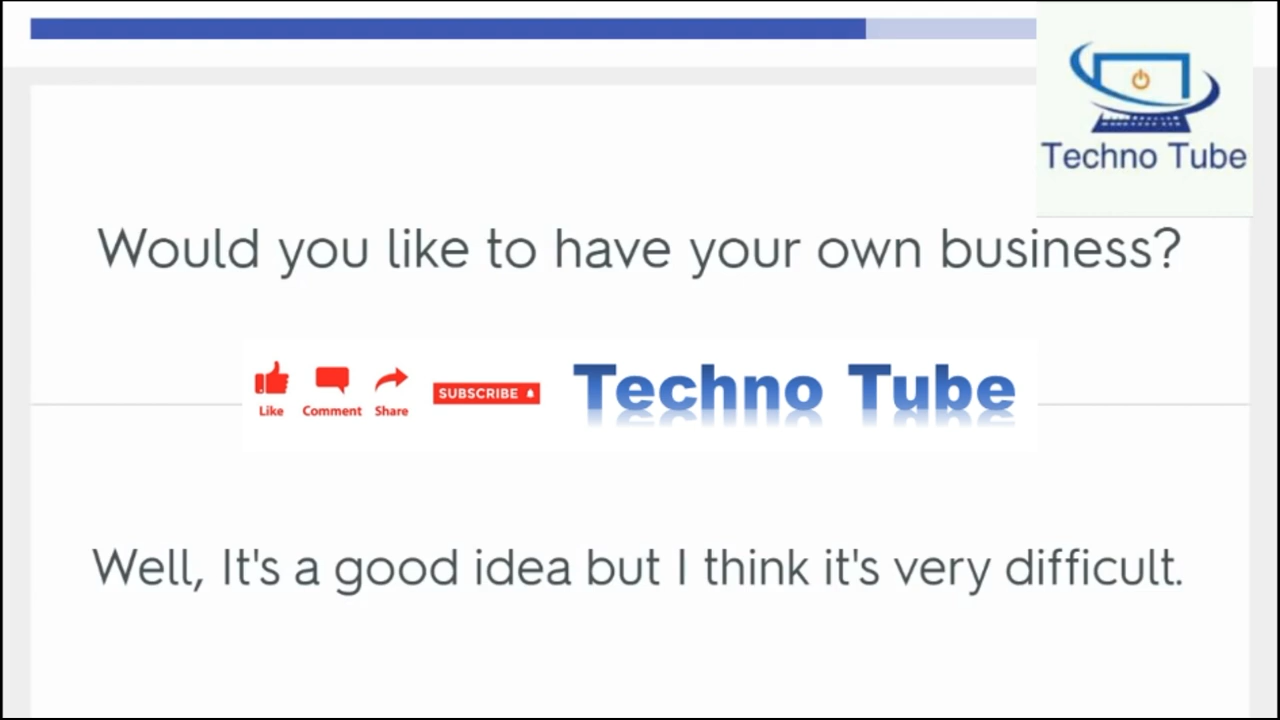 Techno Tube
Would you like to have your own business?
Like Comment Share SUBSCRIBE Techno Tube
Well, It's a good idea but I think it's very difficult.